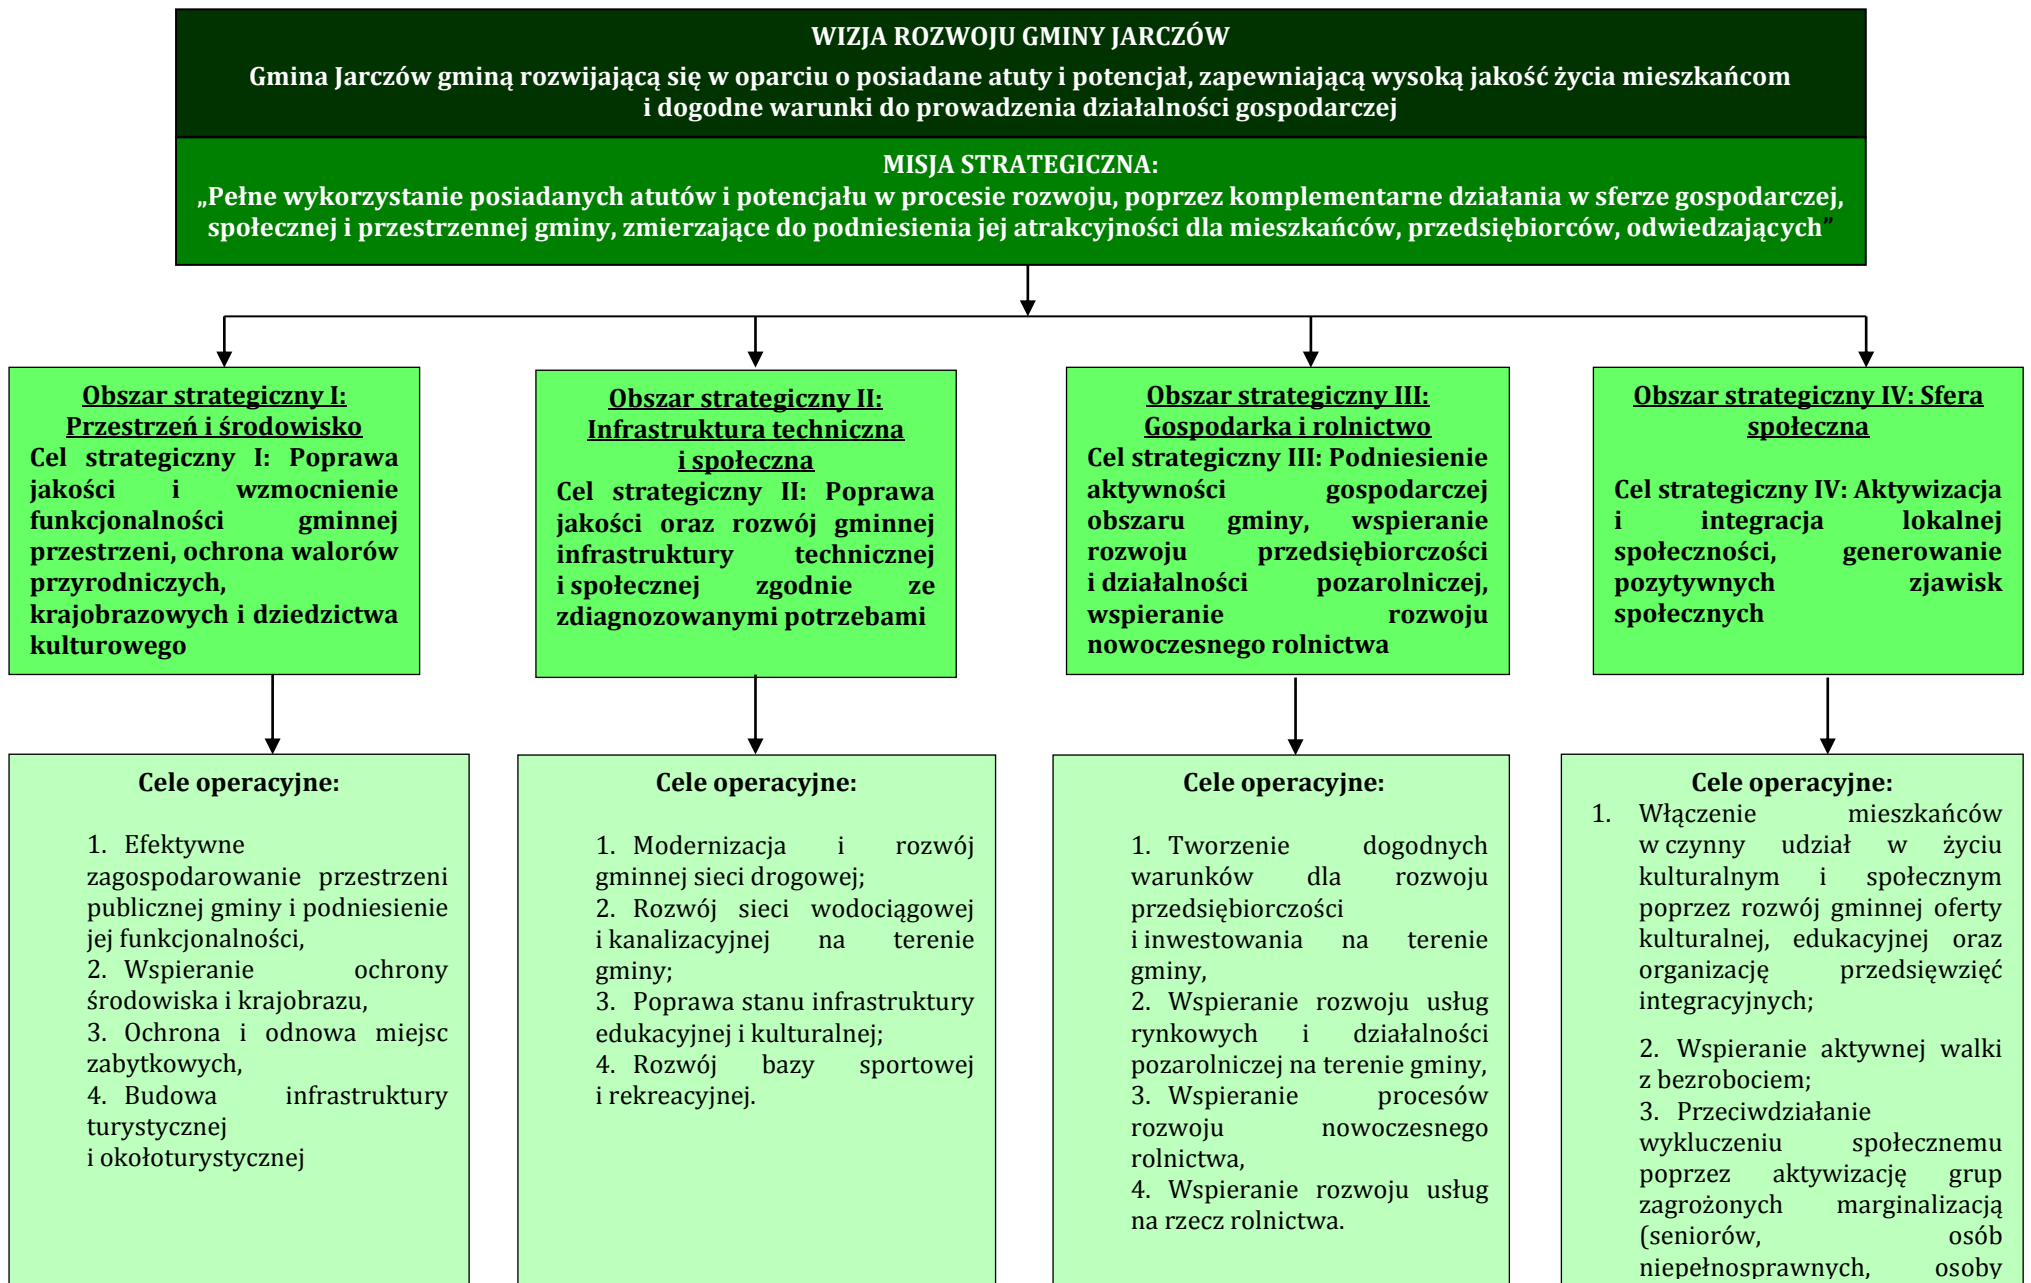 WIZJA ROZWOJU GMINY JARCZÓW
Gmina Jarczów gminą rozwijającą się w oparciu o posiadane atuty i potencjał, zapewniającą wysoką jakość życia mieszkańcom
i dogodne warunki do prowadzenia działalności gospodarczej
MISJA STRATEGICZNA:
„Pełne wykorzystanie posiadanych atutów i potencjału w procesie rozwoju, poprzez komplementarne działania w sferze gospodarczej,
społecznej i przestrzennej gminy, zmierzające do podniesienia jej atrakcyjności dla mieszkańców, przedsiębiorców, odwiedzających”
Obszar strategiczny I:
Przestrzeń i środowisko
Cel strategiczny I: Poprawa
jakości i wzmocnienie
funkcjonalności gminnej
przestrzeni, ochrona walorów
przyrodniczych,
krajobrazowych i dziedzictwa
kulturowego
Obszar strategiczny II:
Infrastruktura techniczna
i społeczna
Cel strategiczny II: Poprawa
jakości oraz rozwój gminnej
infrastruktury technicznej
i społecznej zgodnie ze
zdiagnozowanymi potrzebami
Obszar strategiczny III:
Gospodarka i rolnictwo
Cel strategiczny III: Podniesienie
aktywności gospodarczej
obszaru gminy, wspieranie
rozwoju przedsiębiorczości
i działalności pozarolniczej,
wspieranie rozwoju
nowoczesnego rolnictwa
Obszar strategiczny IV: Sfera
społeczna
Cel strategiczny IV: Aktywizacja
i integracja lokalnej
społeczności, generowanie
pozytywnych zjawisk
społecznych
Cele operacyjne:
1. Efektywne
zagospodarowanie przestrzeni
publicznej gminy i podniesienie
jej funkcjonalności,
2. Wspieranie ochrony
środowiska i krajobrazu,
3. Ochrona i odnowa miejsc
zabytkowych,
4. Budowa infrastruktury
turystycznej
i okołoturystycznej
Cele operacyjne:
1. Modernizacja i rozwój
gminnej sieci drogowej;
2. Rozwój sieci wodociągowej
i kanalizacyjnej na terenie
gminy;
3. Poprawa stanu infrastruktury
edukacyjnej i kulturalnej;
4. Rozwój bazy sportowej
i rekreacyjnej.
Cele operacyjne:
1. Tworzenie dogodnych
warunków dla rozwoju
przedsiębiorczości
i inwestowania na terenie
gminy,
2. Wspieranie rozwoju usług
rynkowych i działalności
pozarolniczej na terenie gminy,
3. Wspieranie procesów
rozwoju nowoczesnego
rolnictwa,
4. Wspieranie rozwoju usług
na rzecz rolnictwa.
Cele operacyjne:
1. Włączenie mieszkańców
w czynny udział w życiu
kulturalnym i społecznym
poprzez rozwój gminnej oferty
kulturalnej, edukacyjnej oraz
organizację przedsięwzięć
integracyjnych;
2. Wspieranie aktywnej walki
z bezrobociem;
3. Przeciwdziałanie
wykluczeniu społecznemu
poprzez aktywizację grup
zagrożonych marginalizacją
(seniorów, osób
niepełnosprawnych, osoby